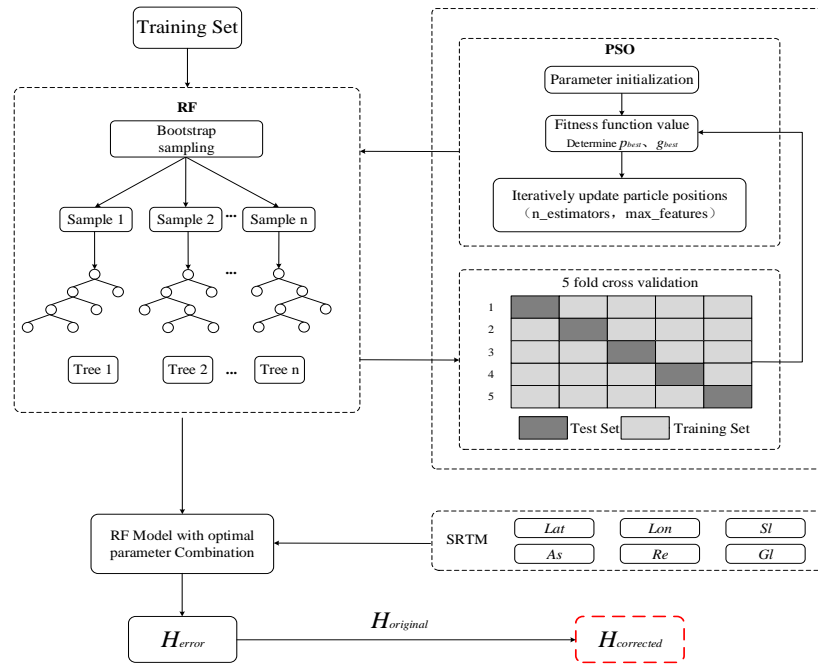 Training Set
RF
Bootstrap
sampling
Sample 1
Sample 2
...
Sample n
...
Tree 1
Tree 2
...
Tree n
PSO
Parameter initialization
Fitness function value
Determine pbest、gbest
Iteratively update particle positions
（n_estimators，max_features）
5 fold cross validation
1
2
3
4
5
Test Set
Training Set
RF Model with optimal
parameter Combination
SRTM
Lat
Lon
Sl
As
Re
Gl
Herror
Horiginal
Hcorrected